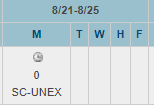 8/21-8/25
M T W H F
0
SC-UNEX